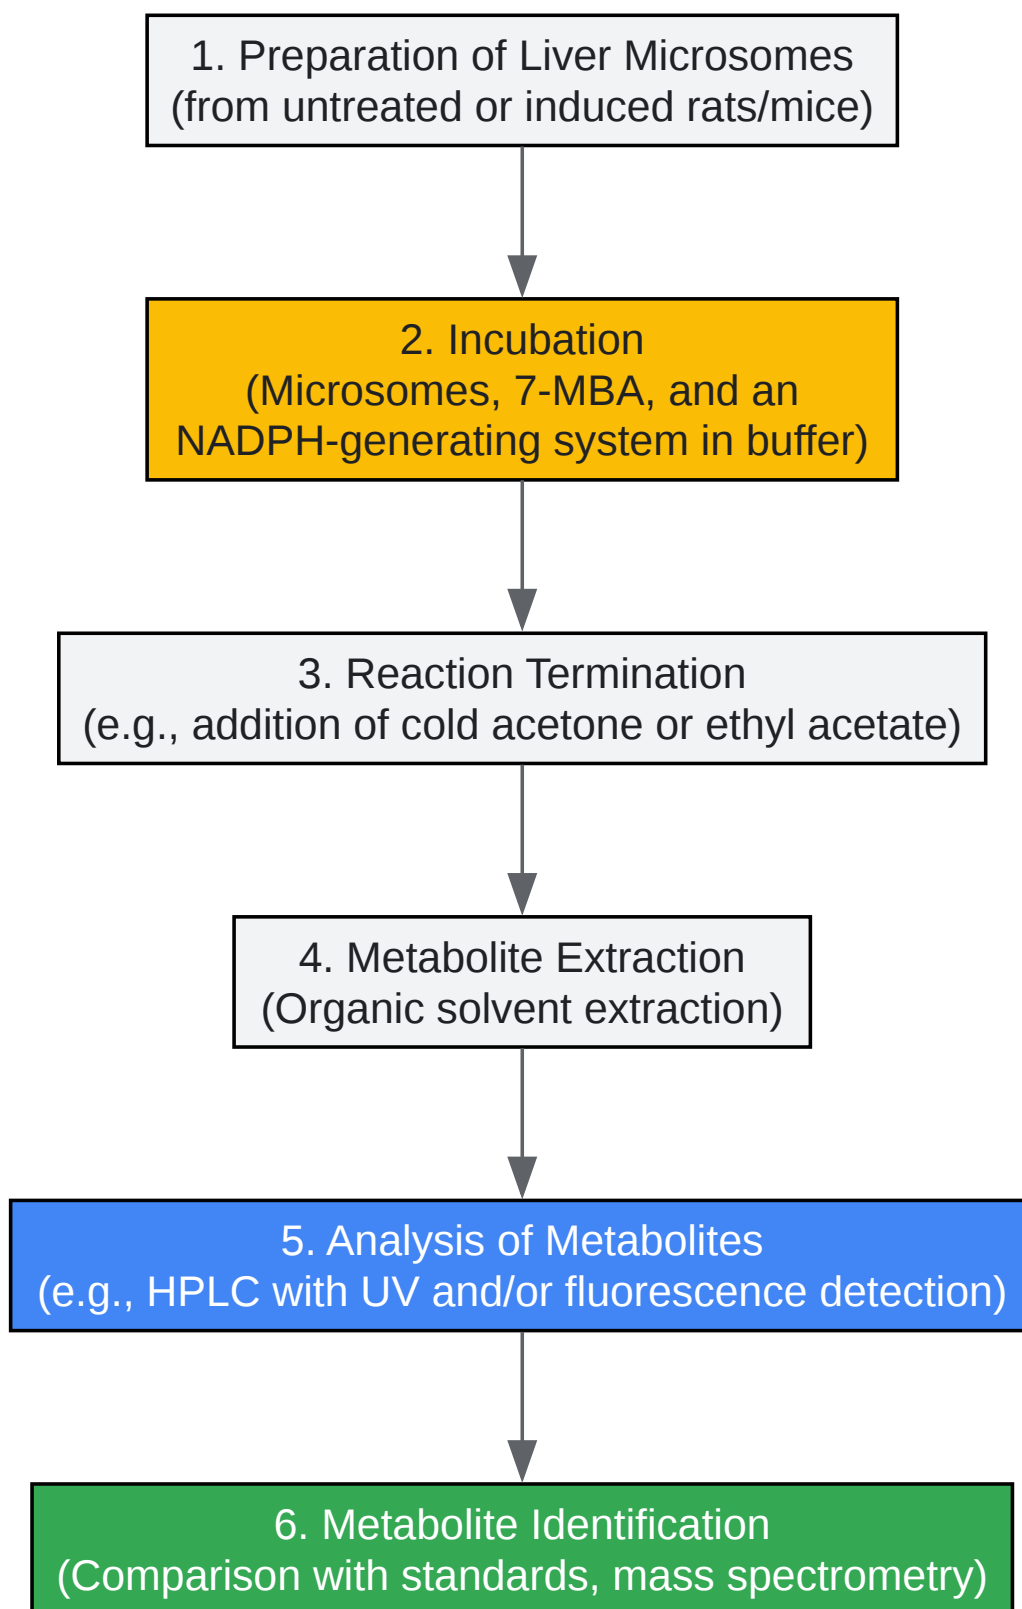 1. Preparation of Liver Microsomes
(from untreated or induced rats/mice)
2. Incubation
(Microsomes, 7-MBA, and an
NADPH-generating system in buffer)
3. Reaction Termination
(e.g., addition of cold acetone or ethyl acetate)
4. Metabolite Extraction
(Organic solvent extraction)
5. Analysis of Metabolites
(e.g., HPLC with UV and/or fluorescence detection)
6. Metabolite Identification
(Comparison with standards, mass spectrometry)